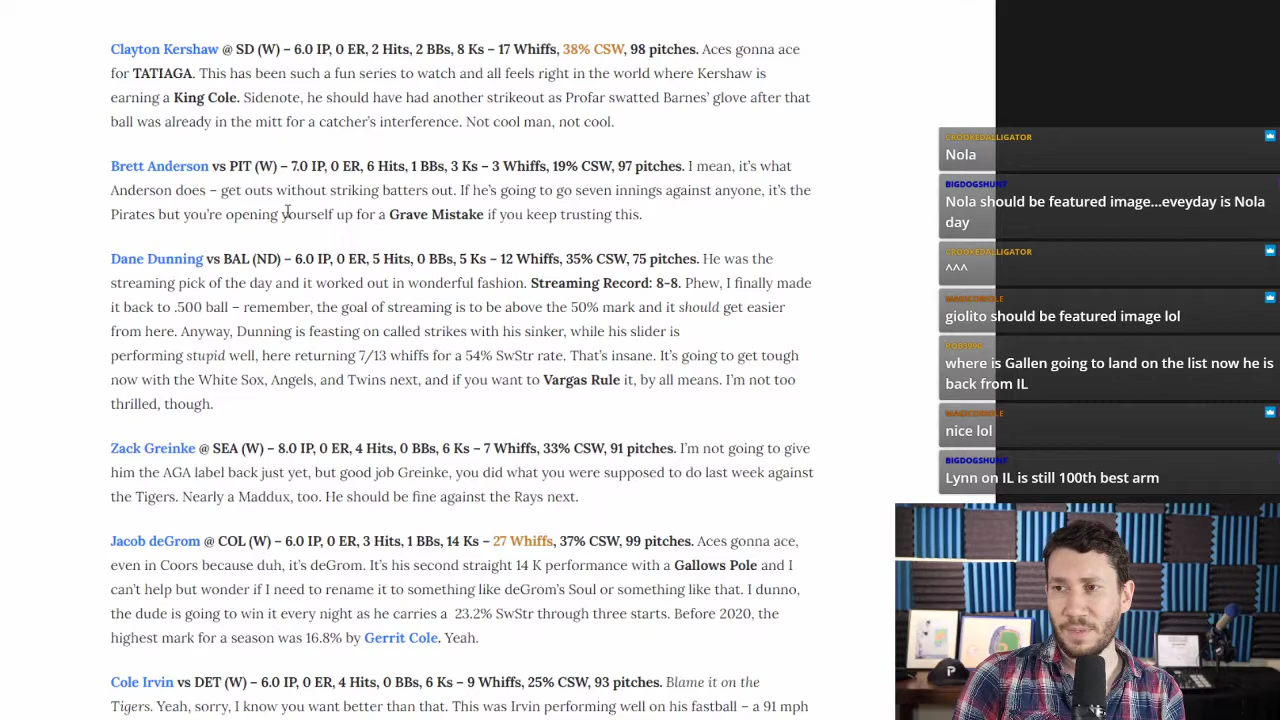 Clayton Kershaw @ SD (W) – 6.0 IP, 0 ER, 2 Hits, 2 BBs, 8 Ks – 17 Whiffs, 38% CSW, 98 pitches. Aces gonna ace
for TATIAGA. This has been such a fun series to watch and all feels right in the world where Kershaw is
earning a King Cole. Sidenote, he should have had another strikeout as Profar swatted Barnes' glove after that
ball was already in the mitt for a catcher's interference. Not cool man, not cool.
Brett Anderson vs PIT (W) – 7.0 IP, 0 ER, 6 Hits, 1 BBs, 3 Ks – 3 Whiffs, 19% CSW, 97 pitches. I mean, it's what
Anderson does – get outs without striking batters out. If he's going to go seven innings against anyone, it's the
Pirates but you're opening yourself up for a Grave Mistake if you keep trusting this.
Dane Dunning vs BAL (ND) – 6.0 IP, 0 ER, 5 Hits, 0 BBs, 5 Ks – 12 Whiffs, 35% CSW, 75 pitches. He was the
streaming pick of the day and it worked out in wonderful fashion. Streaming Record: 8-8. Phew, I finally made
it back to .500 ball – remember, the goal of streaming is to be above the 50% mark and it should get easier
from here. Anyway, Dunning is feasting on called strikes with his sinker, while his slider is
performing stupid well, here returning 7/13 whiffs for a 54% SwStr rate. That's insane. It's going to get tough
now with the White Sox, Angels, and Twins next, and if you want to Vargas Rule it, by all means. I'm not too
thrilled, though.
Zack Greinke @ SEA (W) – 8.0 IP, 0 ER, 4 Hits, 0 BBs, 6 Ks – 7 Whiffs, 33% CSW, 91 pitches. I'm not going to give
him the AGA label back just yet, but good job Greinke, you did what you were supposed to do last week against
the Tigers. Nearly a Maddux, too. He should be fine against the Rays next.
Jacob deGrom @ COL (W) – 6.0 IP, 0 ER, 3 Hits, 1 BBs, 14 Ks – 27 Whiffs, 37% CSW, 99 pitches. Aces gonna ace,
even in Coors because duh, it's deGrom. It's his second straight 14 K performance with a Gallows Pole and I
can't help but wonder if I need to rename it to something like deGrom's Soul or something like that. I dunno,
the dude is going to win it every night as he carries a 23.2% SwStr through three starts. Before 2020, the
highest mark for a season was 16.8% by Gerrit Cole. Yeah.
Cole Irvin vs DET (W) – 6.0 IP, 0 ER, 4 Hits, 0 BBs, 6 Ks – 9 Whiffs, 25% CSW, 93 pitches. Blame it on the
Tigers. Yeah, sorry, I know you want better than that. This was Irvin performing well on his fastball – a 91 mph
CROOKEDALLIGATOR
Nola
BIGDOGSHUNT
Nola should be featured image...eveyday is Nola
day
CROOKEDALLIGATOR
^^^
giolito should be featured image lol
where is Gallen going to land on the list now he is
back from IL
nice lol
BIGDOGSHUNT
Lynn on IL is still 100th best arm